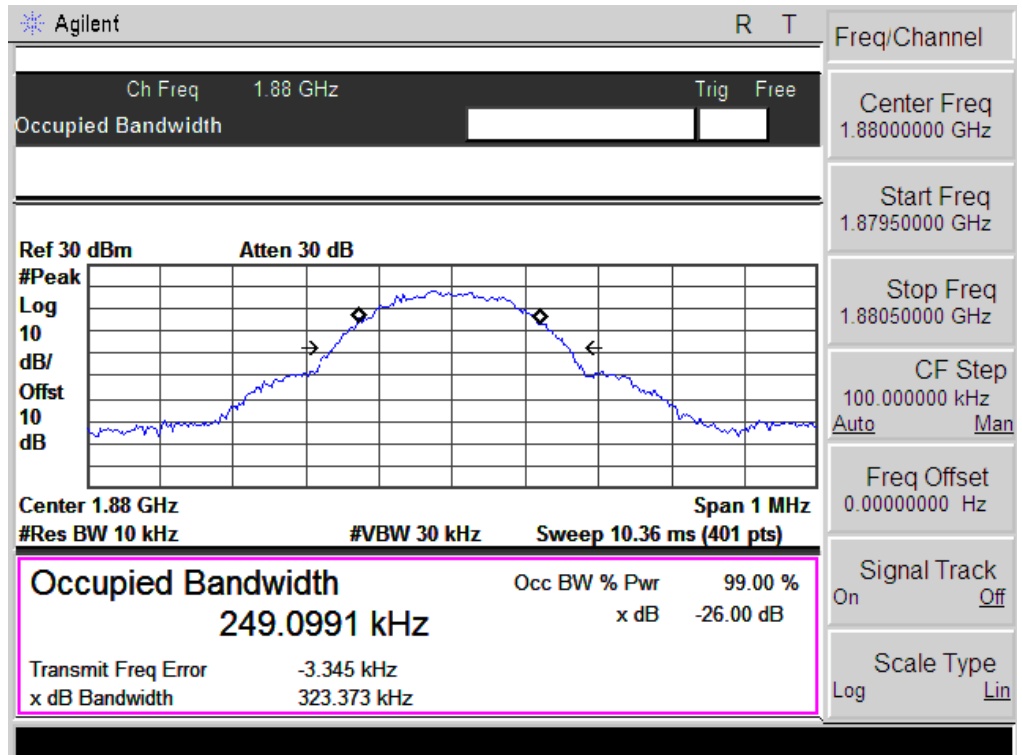 Agilent R T
Freq/Channel
Ch Freq 1.88 GHz Trig Free
Occupied Bandwidth
Center Freq
1.88000000 GHz
Start Freq
1.87950000 GHz
Stop Freq
1.88050000 GHz
CF Step
100.000000 kHz
Auto Man
Freq Offset
0.00000000 Hz
Signal Track
On Off
Scale Type
Log Lin
Ref 30 dBm Atten 30 dB
#Peak
Log
10
dB/
Offst
10
dB
Center 1.88 GHz Span 1 MHz
#Res BW 10 kHz #VBW 30 kHz Sweep 10.36 ms (401 pts)
Occupied Bandwidth Occ BW % Pwr 99.00 %
249.0991 kHz x dB -26.00 dB
Transmit Freq Error -3.345 kHz
x dB Bandwidth 323.373 kHz